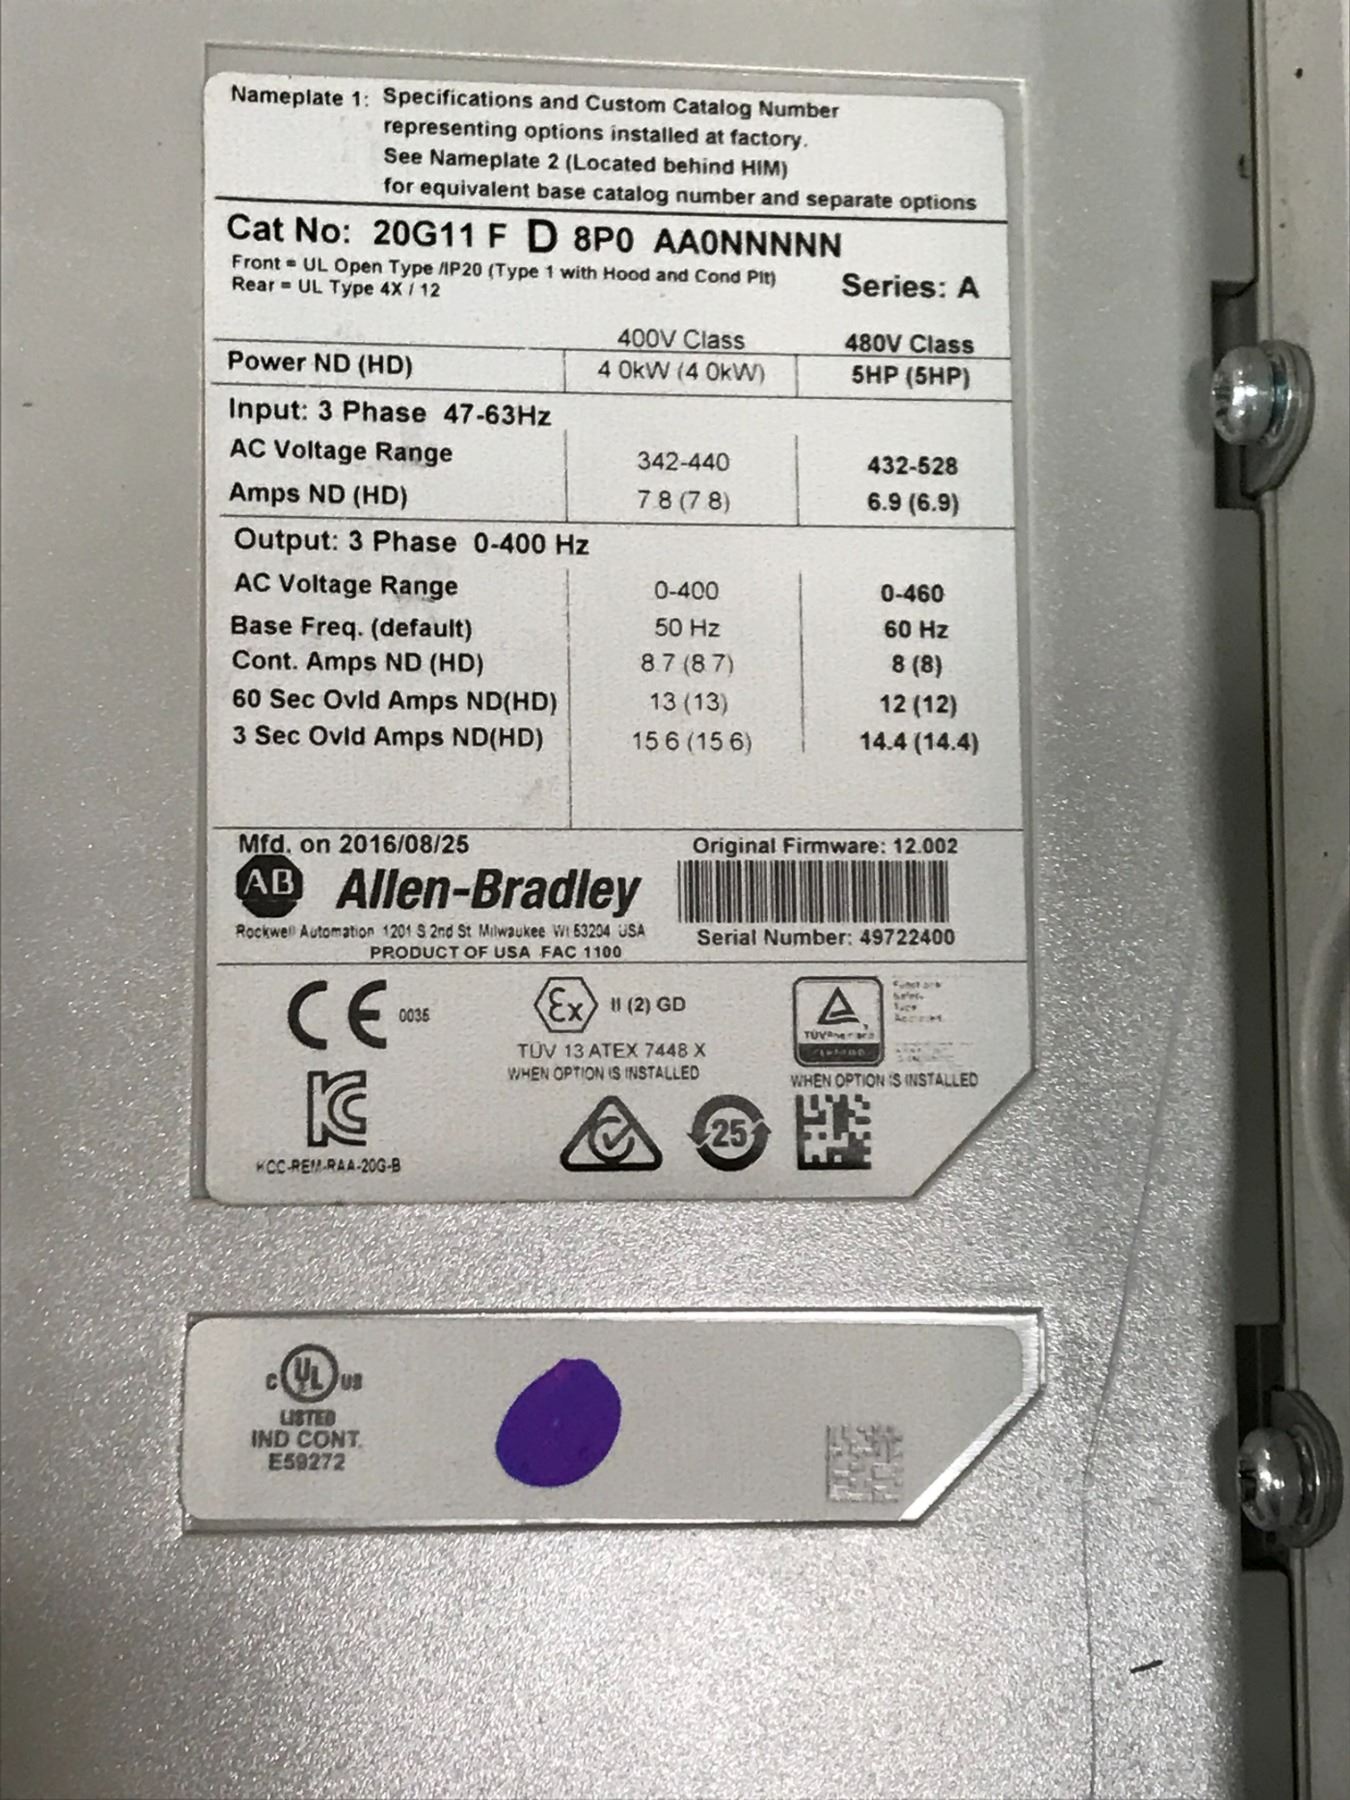 Nameplate 1: Specifications and Custom Catalog Number
representing options installed at factory.
See Nameplate 2 (Located behind HIM)
for equivalent base catalog number and separate options
Cat No: 20G11 F D 8P0 AA0NNNNN
Front = UL Open Type /IP20 (Type 1 with Hood and Cond Plt)
Rear = UL Type 4X / 12
Series: A
400V Class 480V Class
Power ND (HD) 4 0kW (4 0kW) 5HP (5HP)
Input: 3 Phase 47-63Hz
AC Voltage Range 342-440 432-528
Amps ND (HD) 7 8 (7 8) 6.9 (6.9)
Output: 3 Phase 0-400 Hz
AC Voltage Range 0-400 0-460
Base Freq. (default) 50 Hz 60 Hz
Cont. Amps ND (HD) 8.7 (8 7) 8 (8)
60 Sec Ovld Amps ND(HD) 13 (13) 12 (12)
3 Sec Ovld Amps ND(HD) 15 6 (15 6) 14.4 (14.4)
Mfd. on 2016/08/25 Original Firmware: 12.002
AB Allen-Bradley
Rockwell Automation 1201 S 2nd St Milwaukee WI 53204 USA
PRODUCT OF USA FAC 1100
Serial Number: 49722400
CE 0035
Ex II (2) GD
TÜV 13 ATEX 7448 X
WHEN OPTION IS INSTALLED
TÜV
WHEN OPTION IS INSTALLED
KCC-REM-RAA-20G-B
25
C UL US
LISTED
IND CONT.
E59272